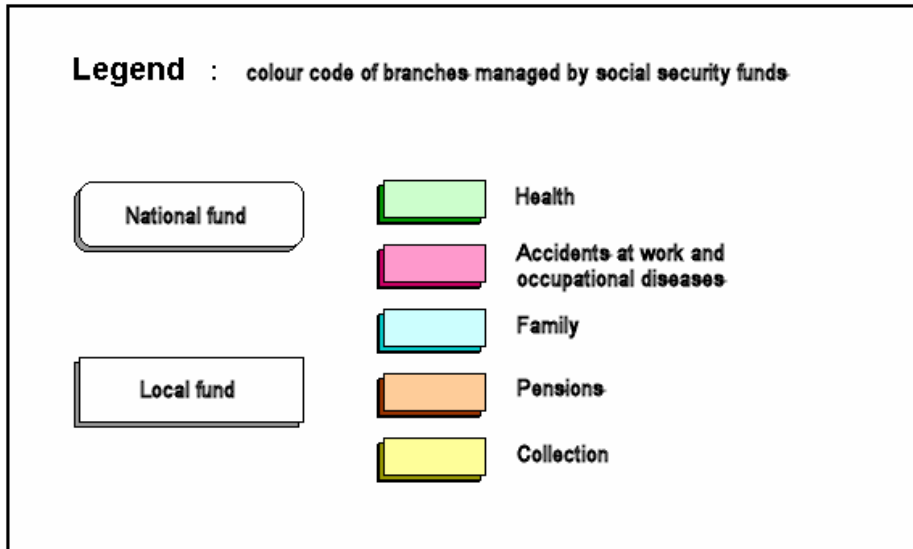 Legend : colour code of branches managed by social security funds
National fund
Local fund
Health
Accidents at work and
occupational diseases
Family
Pensions
Collection